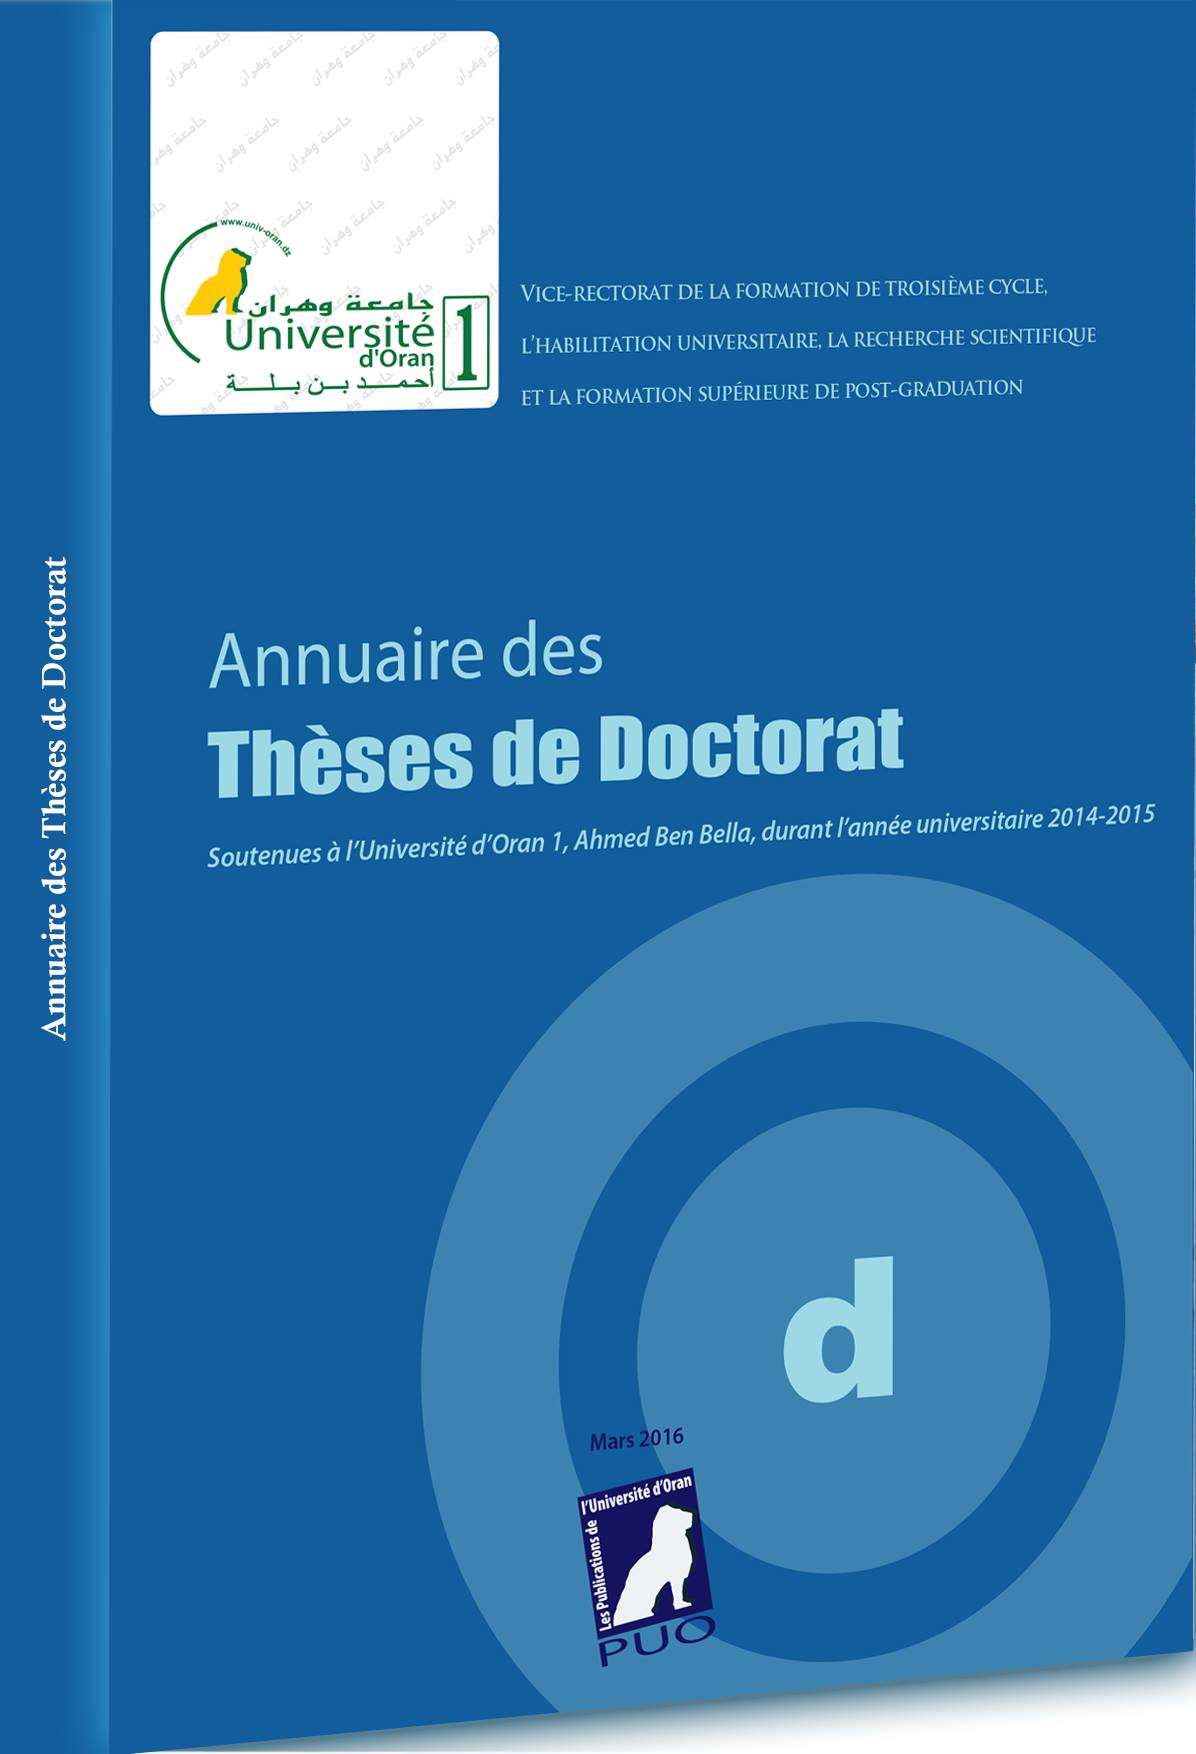 Annuaire des Thèses de Doctorat
www.univ-oran.dz
جامعة وهران
Université
d'Oran
1
أحمد بن بلة
VICE-RECTORAT DE LA FORMATION DE TROISIÈME CYCLE,
L'HABILITATION UNIVERSITAIRE, LA RECHERCHE SCIENTIFIQUE
ET LA FORMATION SUPÉRIEURE DE POST-GRADUATION
Annuaire des
Thèses de Doctorat
Soutenues à l'Université d'Oran 1, Ahmed Ben Bella, durant l'année universitaire 2014-2015
d
Mars 2016
Les Publications de
l'Université d'Oran
PUO